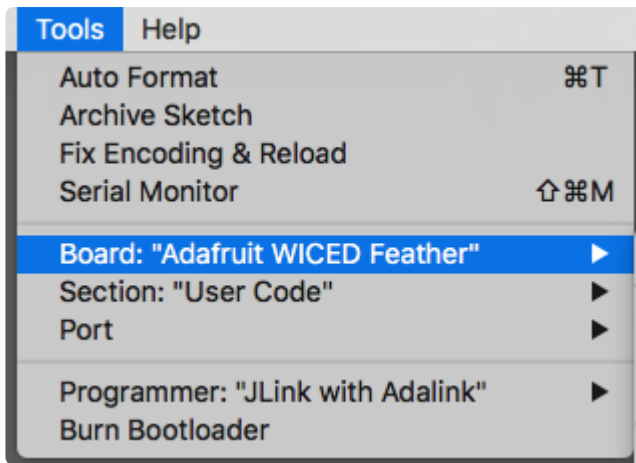 Tools Help
Auto Format ⌘T
Archive Sketch
Fix Encoding & Reload
Serial Monitor ⇧⌘M
Board: "Adafruit WICED Feather" ▶
Section: "User Code" ▶
Port ▶
Programmer: "JLink with Adalink" ▶
Burn Bootloader